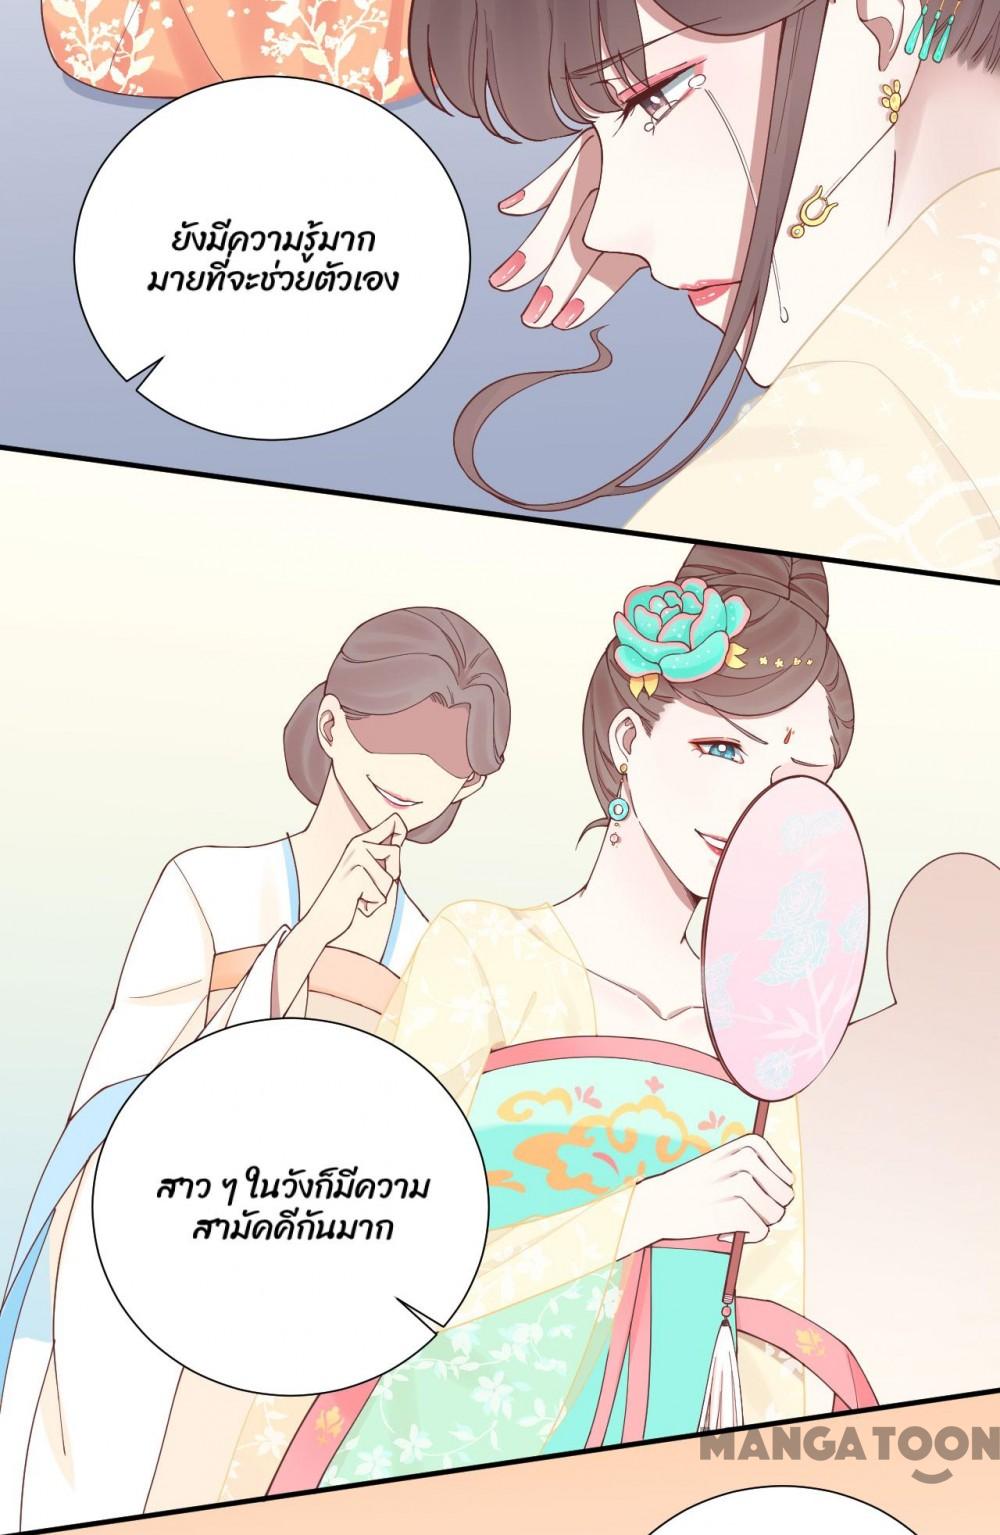 ยังมีความรู้มาก
มายที่จะช่วยตัวเอง
สาว ๆ ในวังก็มีความ
สามัคคีกันมาก
MANGATOON